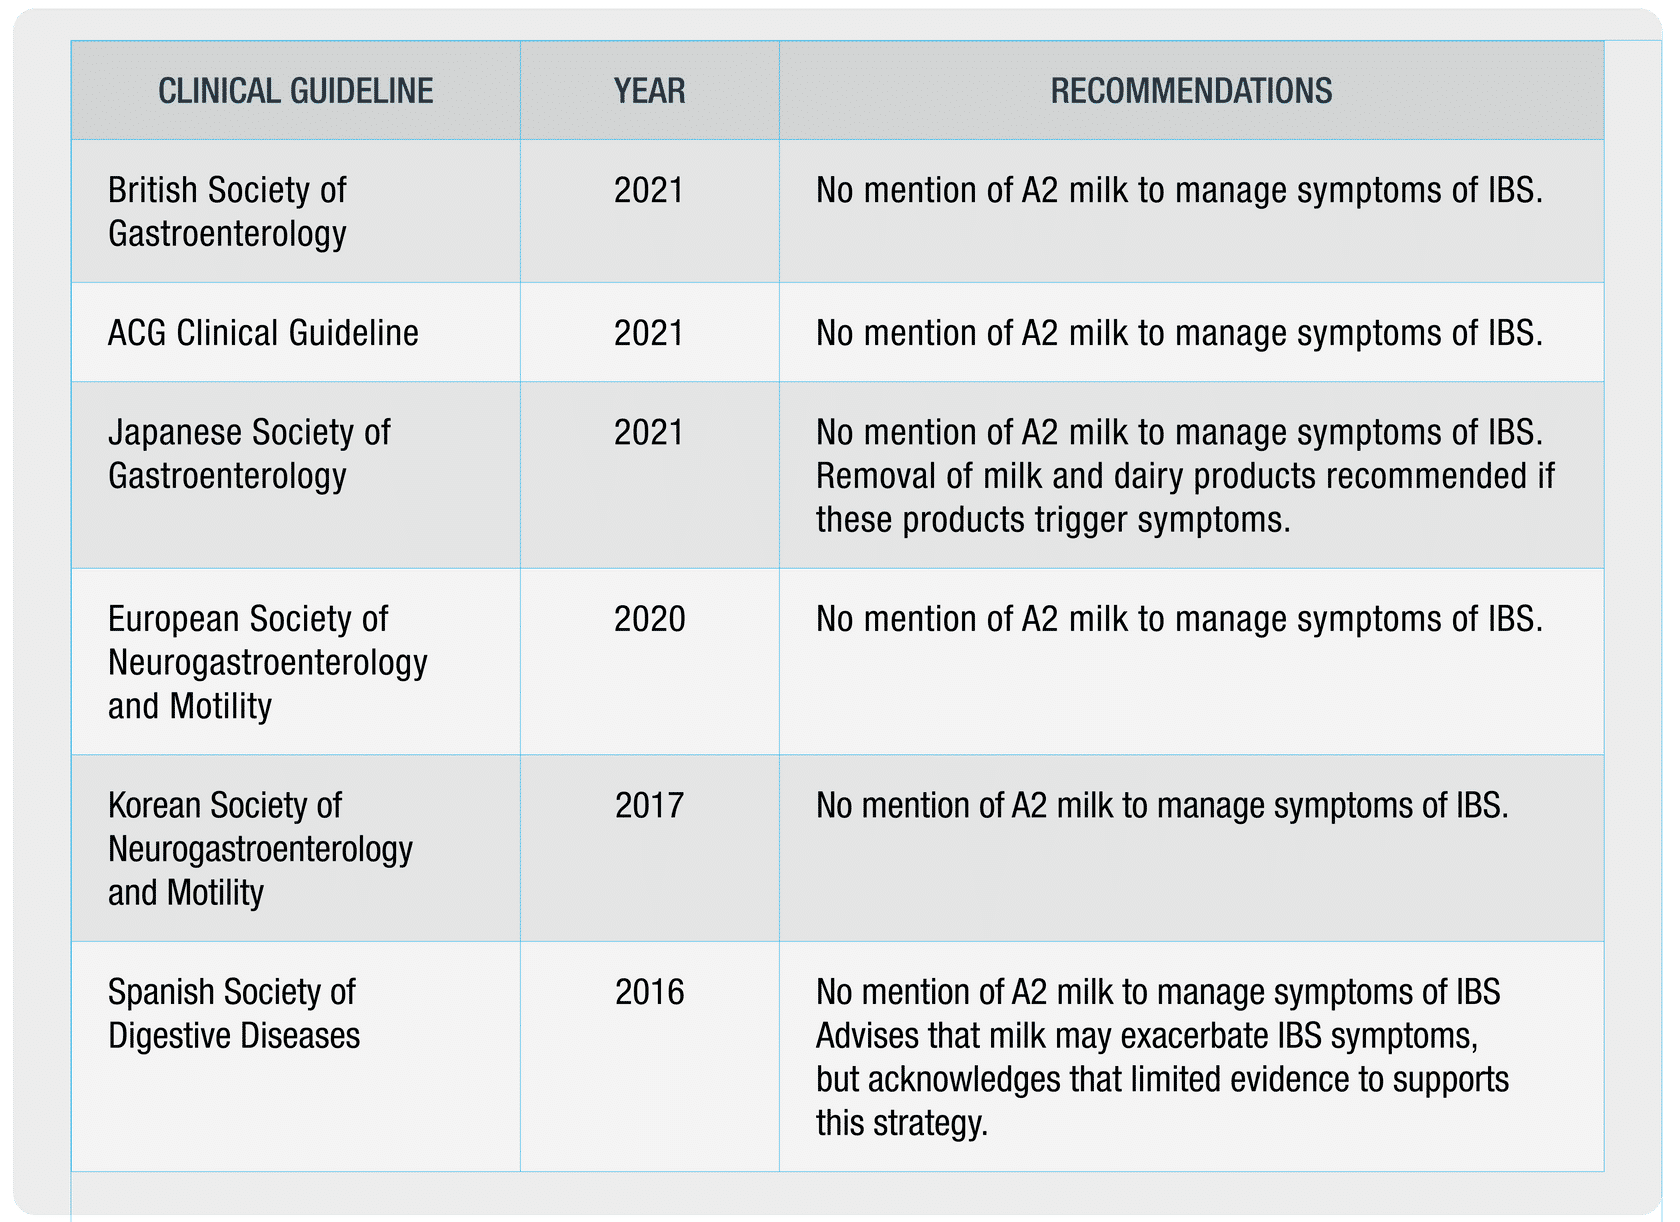 CLINICAL GUIDELINE YEAR RECOMMENDATIONS
British Society of 2021 No mention of A2 milk to manage symptoms of IBS.
Gastroenterology
ACG Clinical Guideline 2021 No mention of A2 milk to manage symptoms of IBS.
Japanese Society of 2021 No mention of A2 milk to manage symptoms of IBS.
Gastroenterology Removal of milk and dairy products recommended if
these products trigger symptoms.
European Society of 2020 No mention of A2 milk to manage symptoms of IBS.
Neurogastroenterology
and Motility
Korean Society of 2017 No mention of A2 milk to manage symptoms of IBS.
Neurogastroenterology
and Motility
Spanish Society of 2016 No mention of A2 milk to manage symptoms of IBS
Digestive Diseases Advises that milk may exacerbate IBS symptoms,
but acknowledges that limited evidence to supports
this strategy.